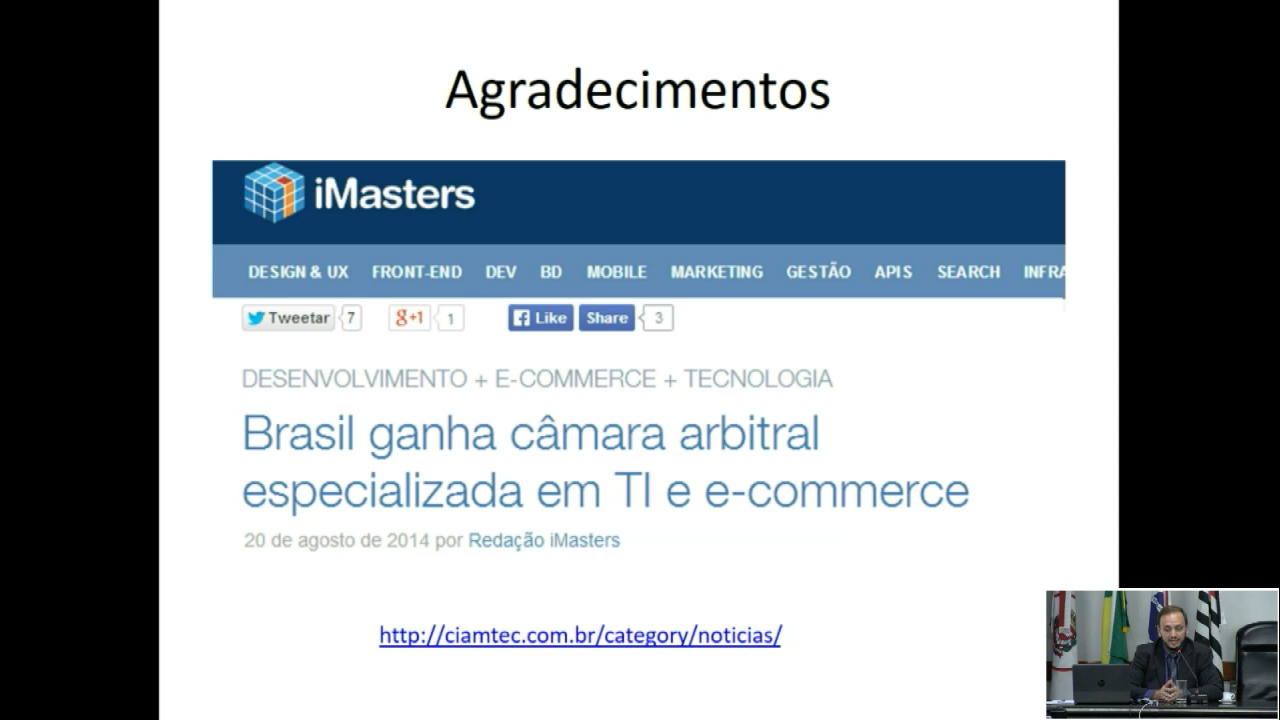 Agradecimentos
iMasters
DESIGN & UX FRONT-END DEV BD MOBILE MARKETING GESTÃO APIS SEARCH INFRA
Tweetar 7 g+1 1 Like Share 3
DESENVOLVIMENTO + E-COMMERCE + TECNOLOGIA
Brasil ganha câmara arbitral
especializada em TI e e-commerce
20 de agosto de 2014 por Redação iMasters
http://ciamtec.com.br/category/noticias/